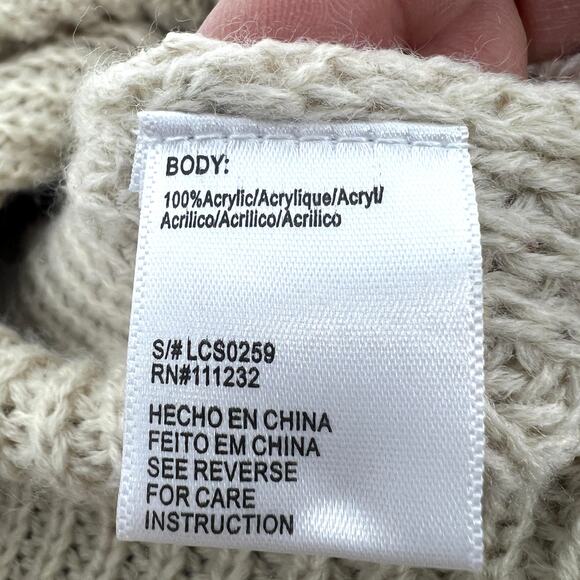 BODY:
100%Acrylic/Acrylique/Acryl/
Acrilico/Acrilico/Acrilico
S/# LCS0259
RN#111232
HECHO EN CHINA
FEITO EM CHINA
SEE REVERSE
FOR CARE
INSTRUCTION